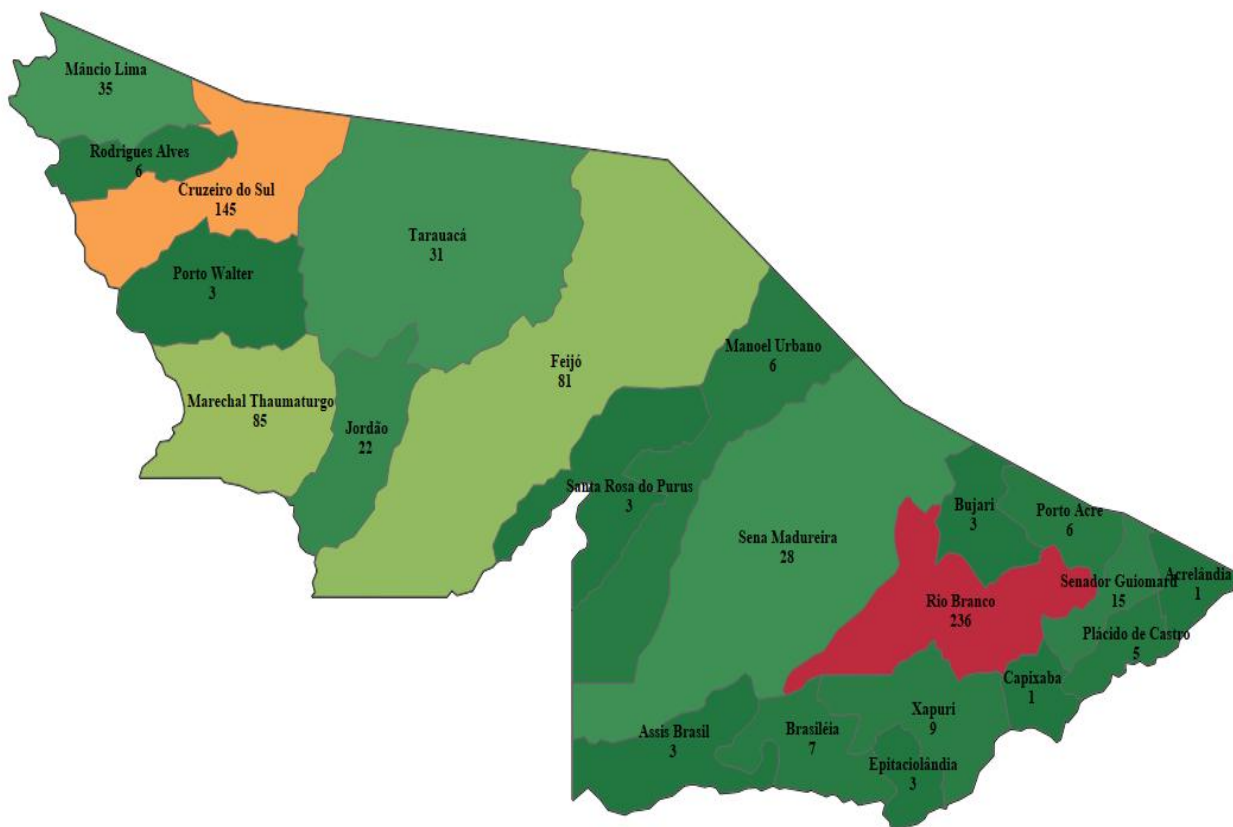 Mâncio Lima
35
Rodrigues Alves
6
Cruzeiro do Sul
145
Tarauacá
31
Porto Walter
3
Marechal Thaumaturgo
85
Jordão
22
Feijó
81
Manoel Urbano
6
Santa Rosa do Purus
3
Sena Madureira
28
Bujari
3
Porto Acre
6
Senador Guiomard
15
Acrelândia
1
Rio Branco
236
Plácido de Castro
5
Capixaba
1
Xapuri
9
Assis Brasil
3
Brasiléia
7
Epitaciolândia
3